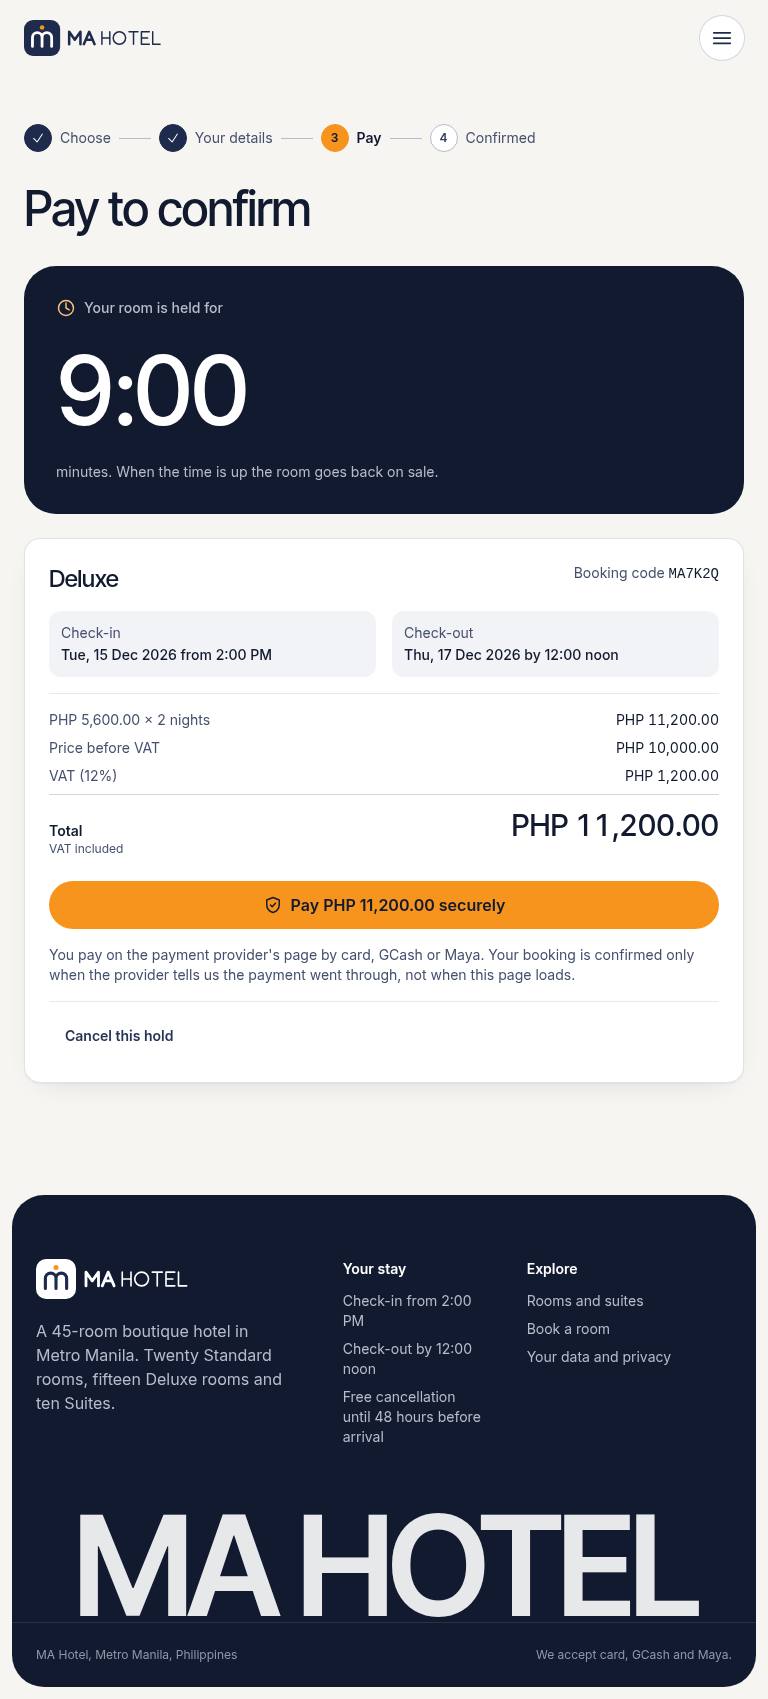 MA HOTEL
Choose
Your details
3 Pay
4 Confirmed
Pay to confirm
Your room is held for
9:00
minutes. When the time is up the room goes back on sale.
Deluxe
Booking code MA7K2Q
Check-in
Tue, 15 Dec 2026 from 2:00 PM
Check-out
Thu, 17 Dec 2026 by 12:00 noon
PHP 5,600.00 × 2 nights PHP 11,200.00
Price before VAT PHP 10,000.00
VAT (12%) PHP 1,200.00
Total PHP 11,200.00
VAT included
Pay PHP 11,200.00 securely
You pay on the payment provider's page by card, GCash or Maya. Your booking is confirmed only
when the provider tells us the payment went through, not when this page loads.
Cancel this hold
MA HOTEL
A 45-room boutique hotel in
Metro Manila. Twenty Standard
rooms, fifteen Deluxe rooms and
ten Suites.
Your stay
Check-in from 2:00
PM
Check-out by 12:00
noon
Free cancellation
until 48 hours before
arrival
Explore
Rooms and suites
Book a room
Your data and privacy
MA HOTEL
MA Hotel, Metro Manila, Philippines
We accept card, GCash and Maya.